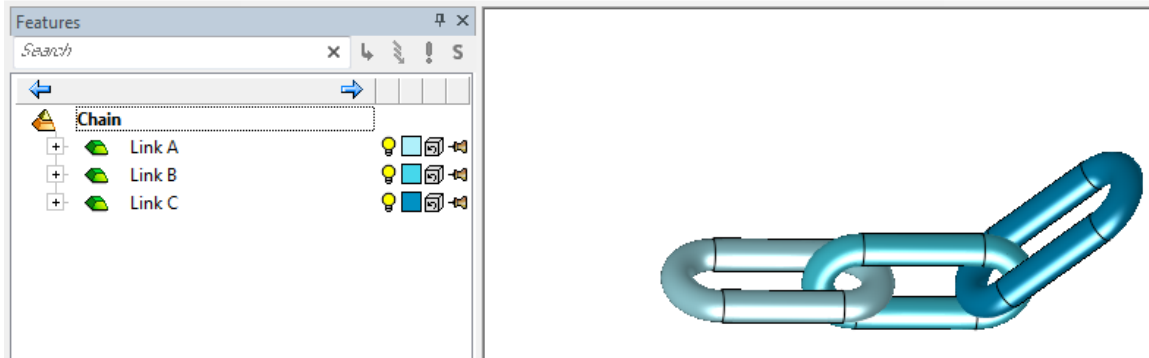 Features
Search
S
Chain
Link A
Link B
Link C